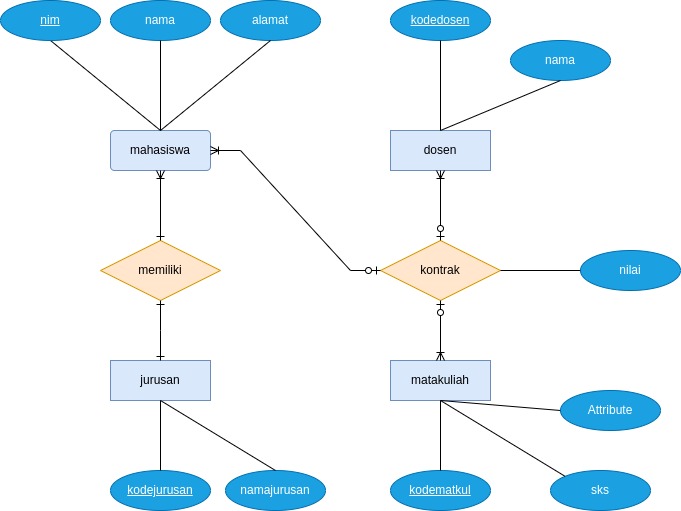 nim
nama
alamat
kodedosen
nama
mahasiswa
dosen
memiliki
kontrak
nilai
jurusan
matakuliah
Attribute
kodejurusan
namajurusan
kodematkul
sks